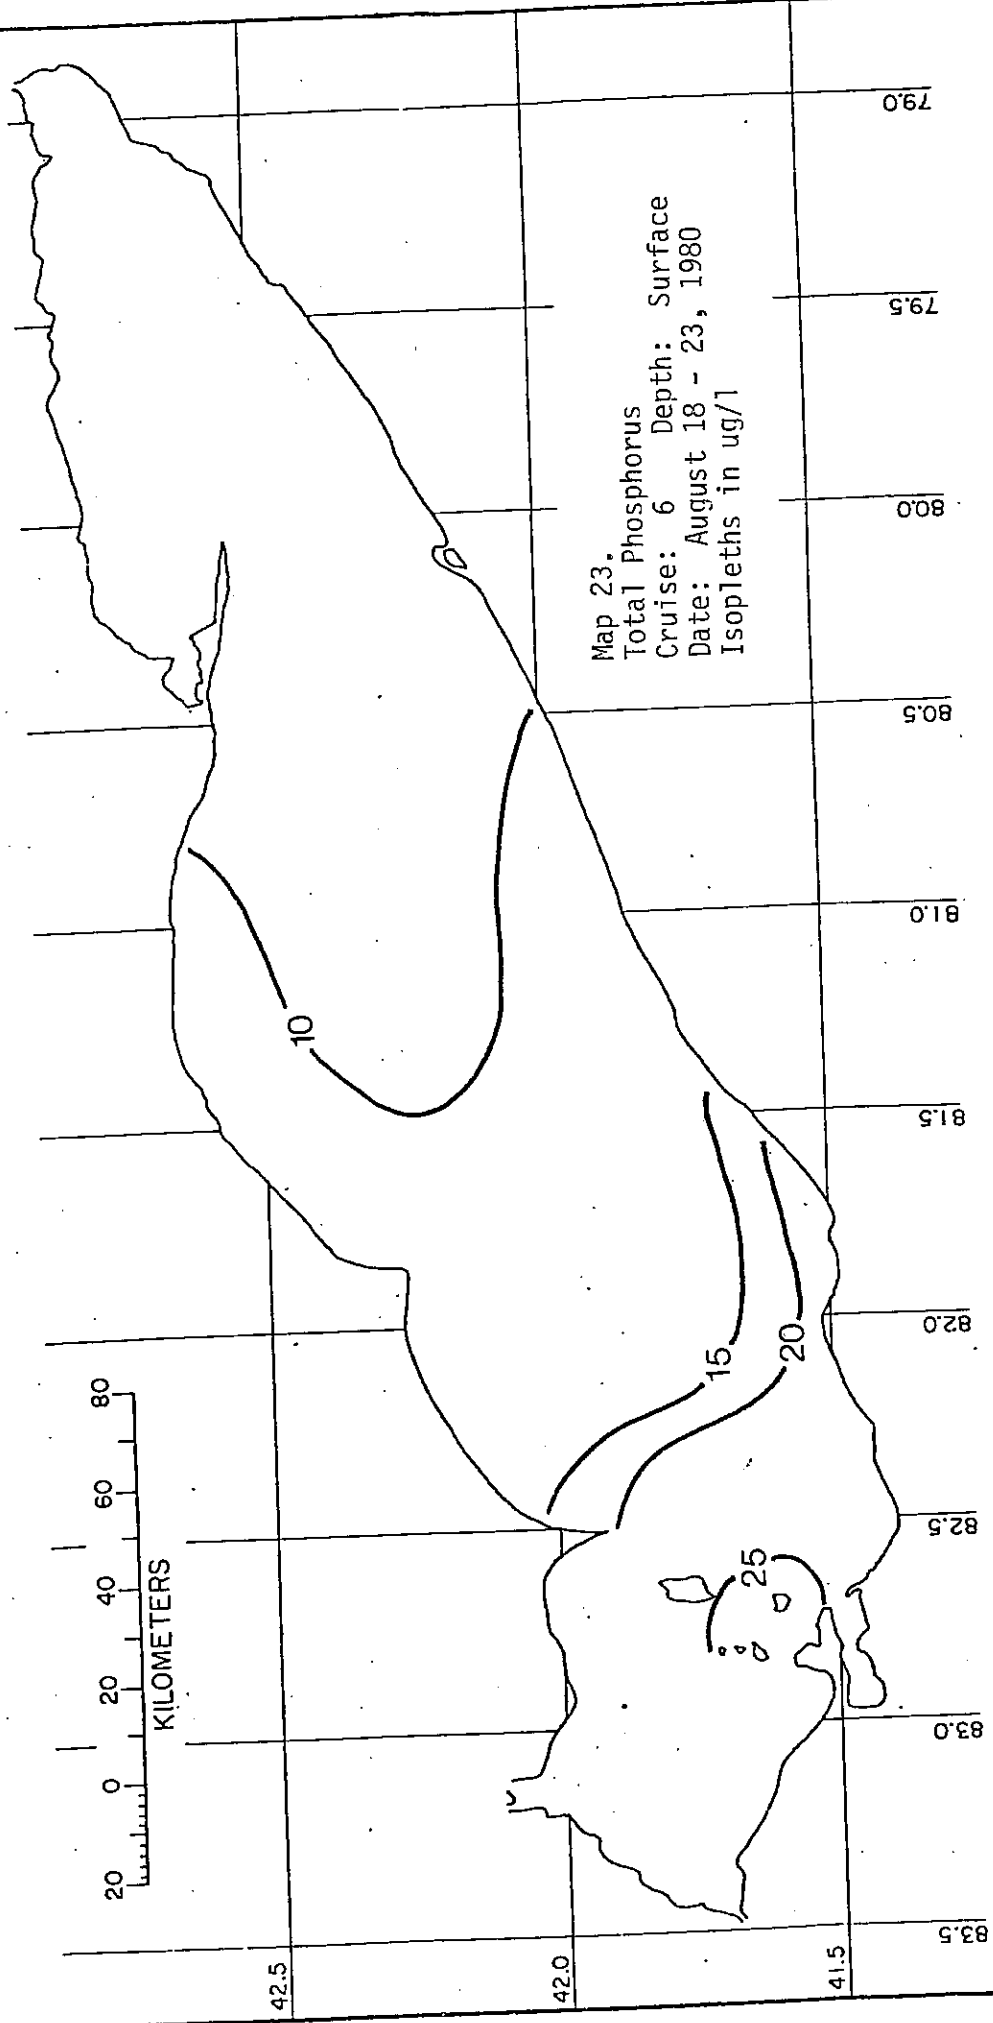 20 0 20 40 60 80
KILOMETERS
42.5
42.0
41.5
10
15
20
25
Map 23.
Total Phosphorus
Cruise: 6 Depth: Surface
Date: August 18 - 23, 1980
Isopleths in ug/l
83.5
83.0
82.5
82.0
81.5
81.0
80.5
80.0
79.5
79.0